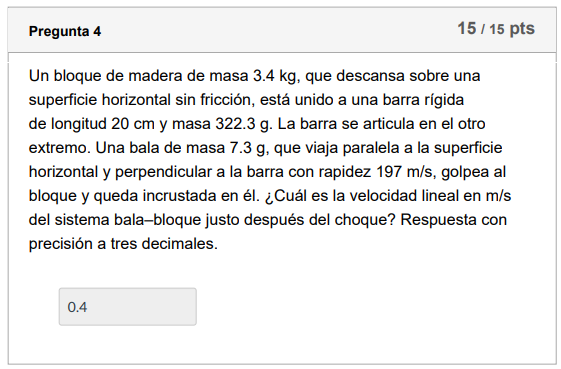 Pregunta 4
15 / 15 pts
Un bloque de madera de masa 3.4 kg, que descansa sobre una
superficie horizontal sin fricción, está unido a una barra rígida
de longitud 20 cm y masa 322.3 g. La barra se articula en el otro
extremo. Una bala de masa 7.3 g, que viaja paralela a la superficie
horizontal y perpendicular a la barra con rapidez 197 m/s, golpea al
bloque y queda incrustada en él. ¿Cuál es la velocidad lineal en m/s
del sistema bala–bloque justo después del choque? Respuesta con
precisión a tres decimales.
0.4